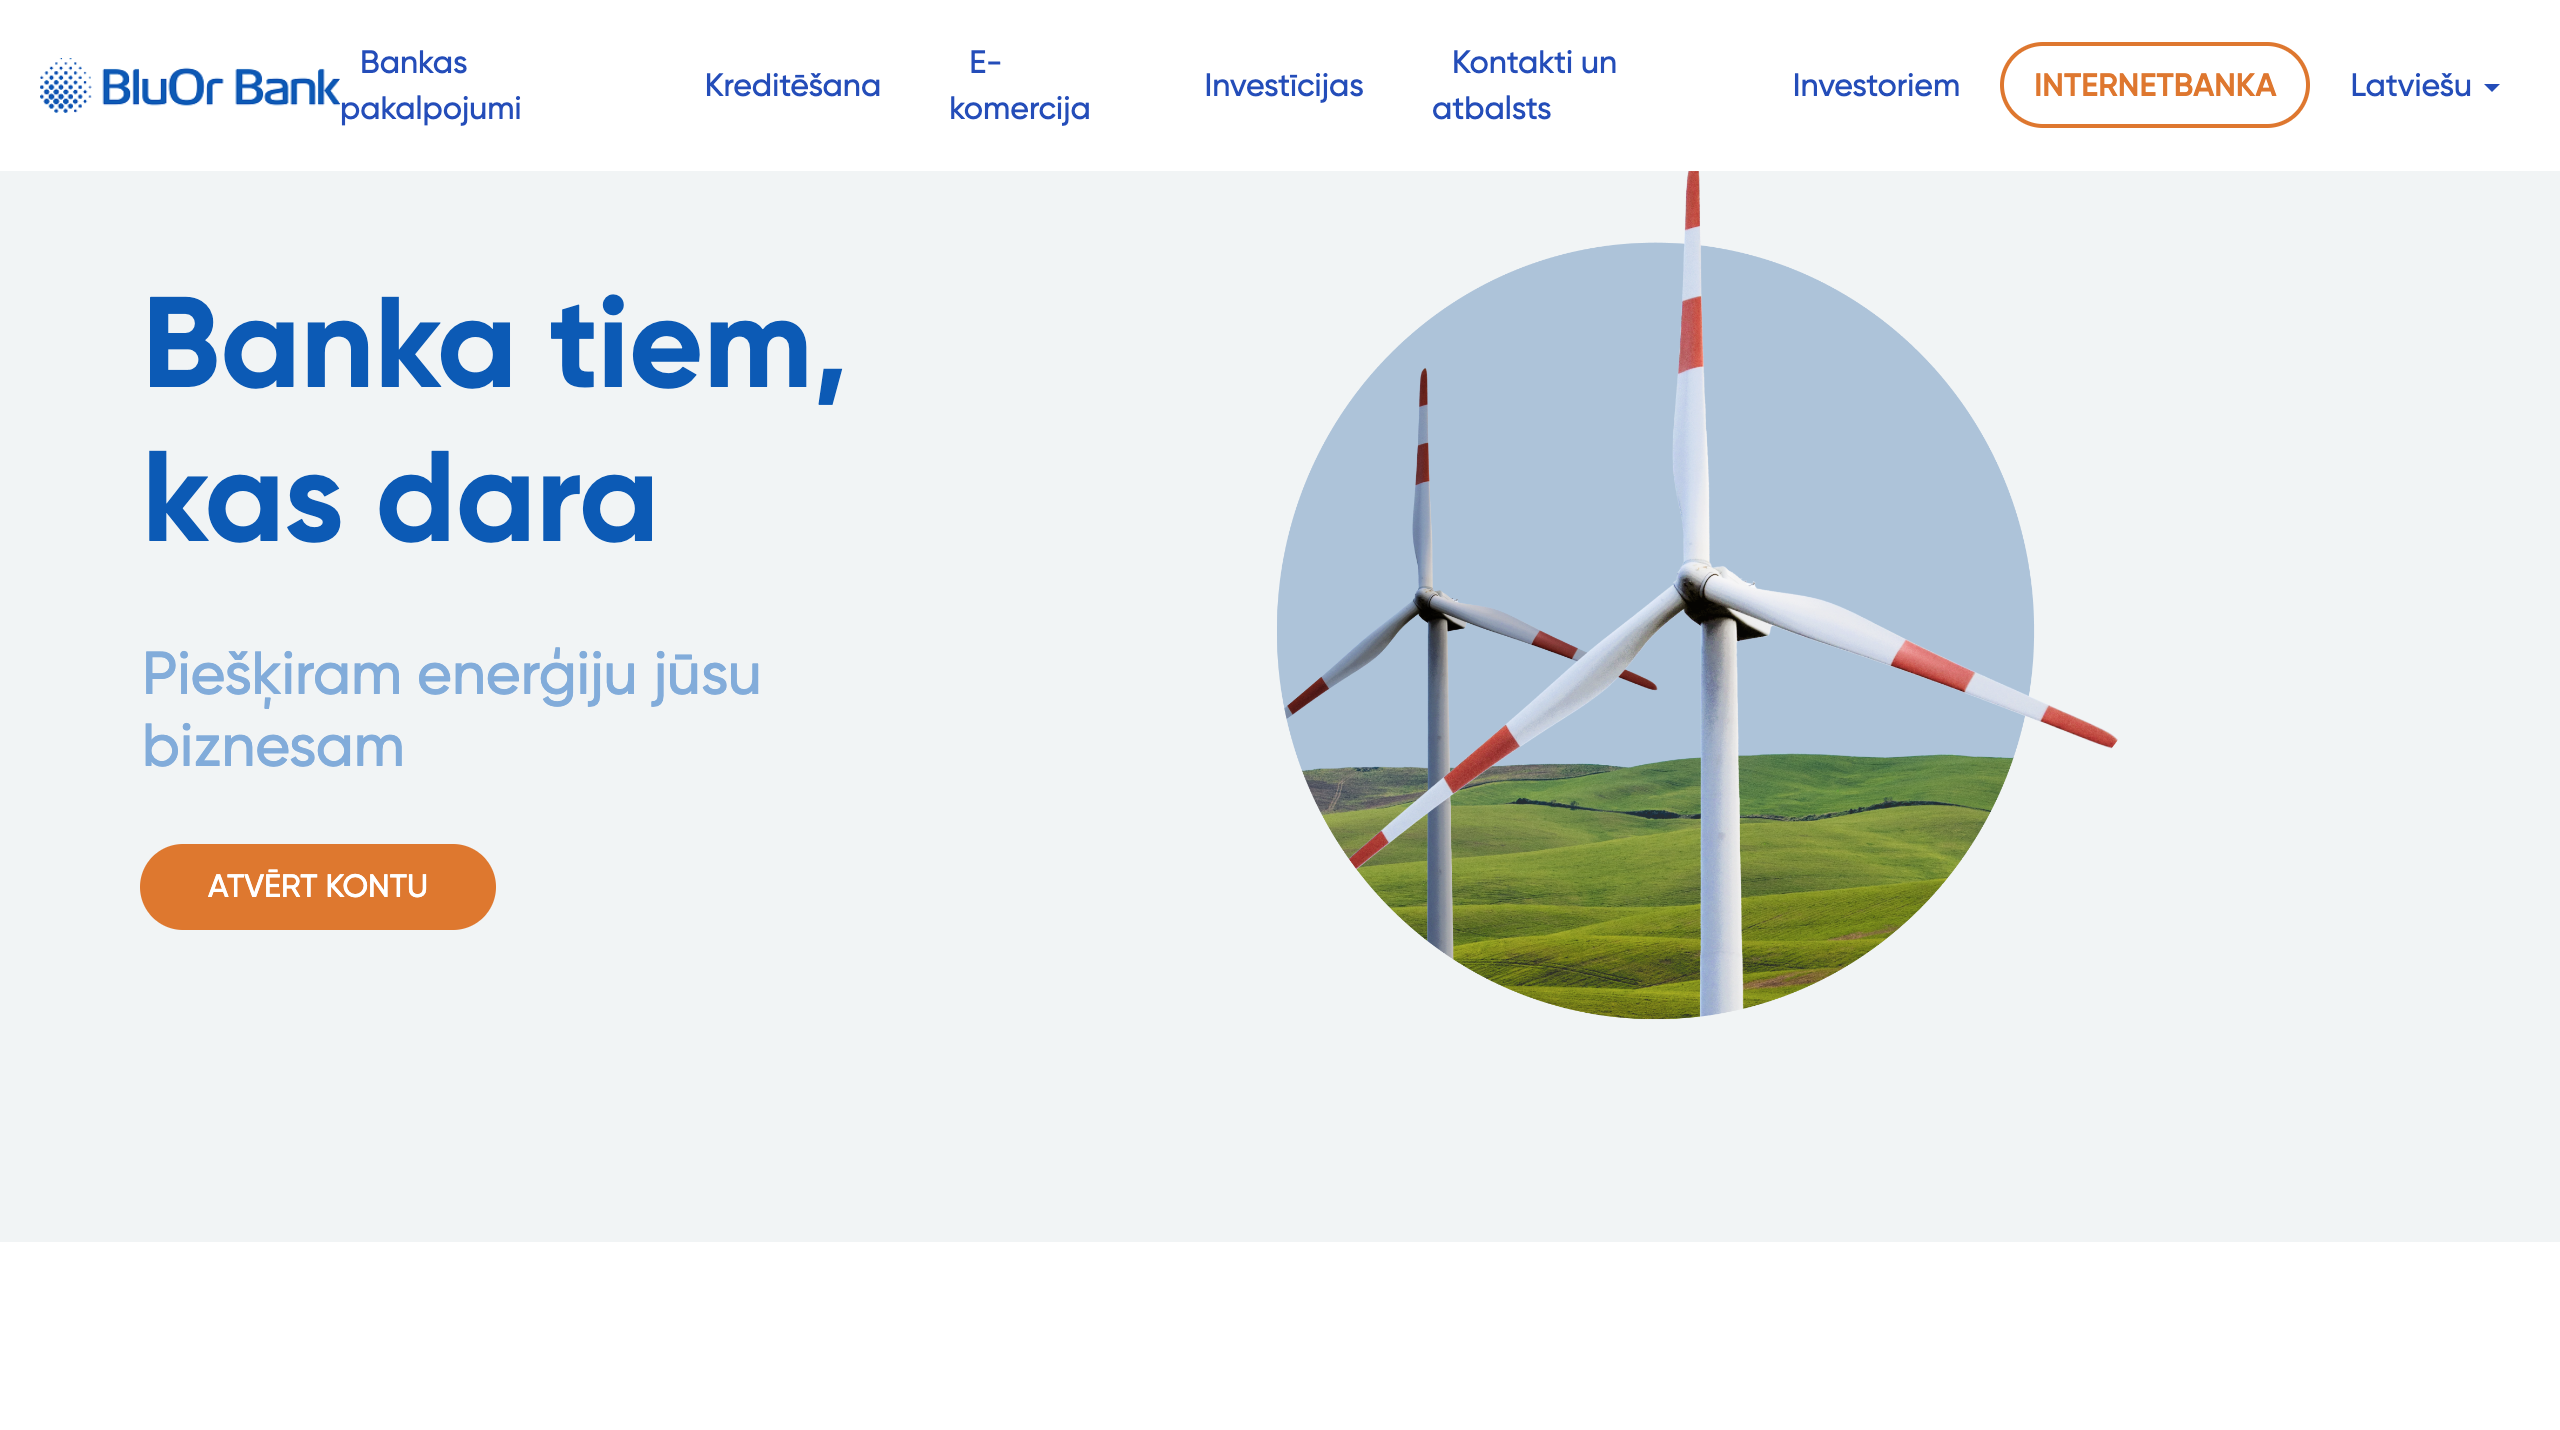 BluOr Bank
Bankas
pakalpojumi
Kreditēšana
E-
komercija
Investīcijas
Kontakti un
atbalsts
Investoriem
INTERNETBANKA
Latviešu
Banka tiem,
kas dara
Piešķiram enerģiju jūsu
biznesam
ATVĒRT KONTU